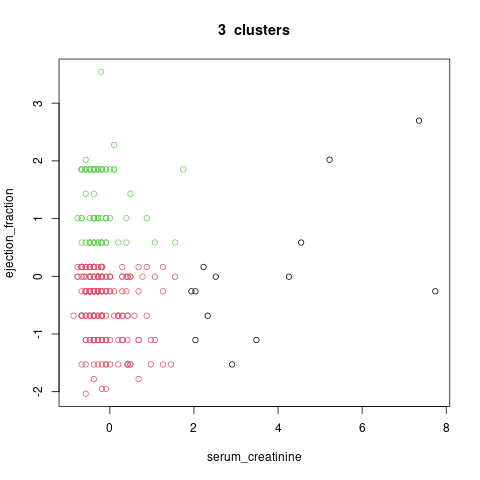 3 clusters
ejection_fraction
3
2
1
0
-1
-2
0 2 4 6 8
serum_creatinine